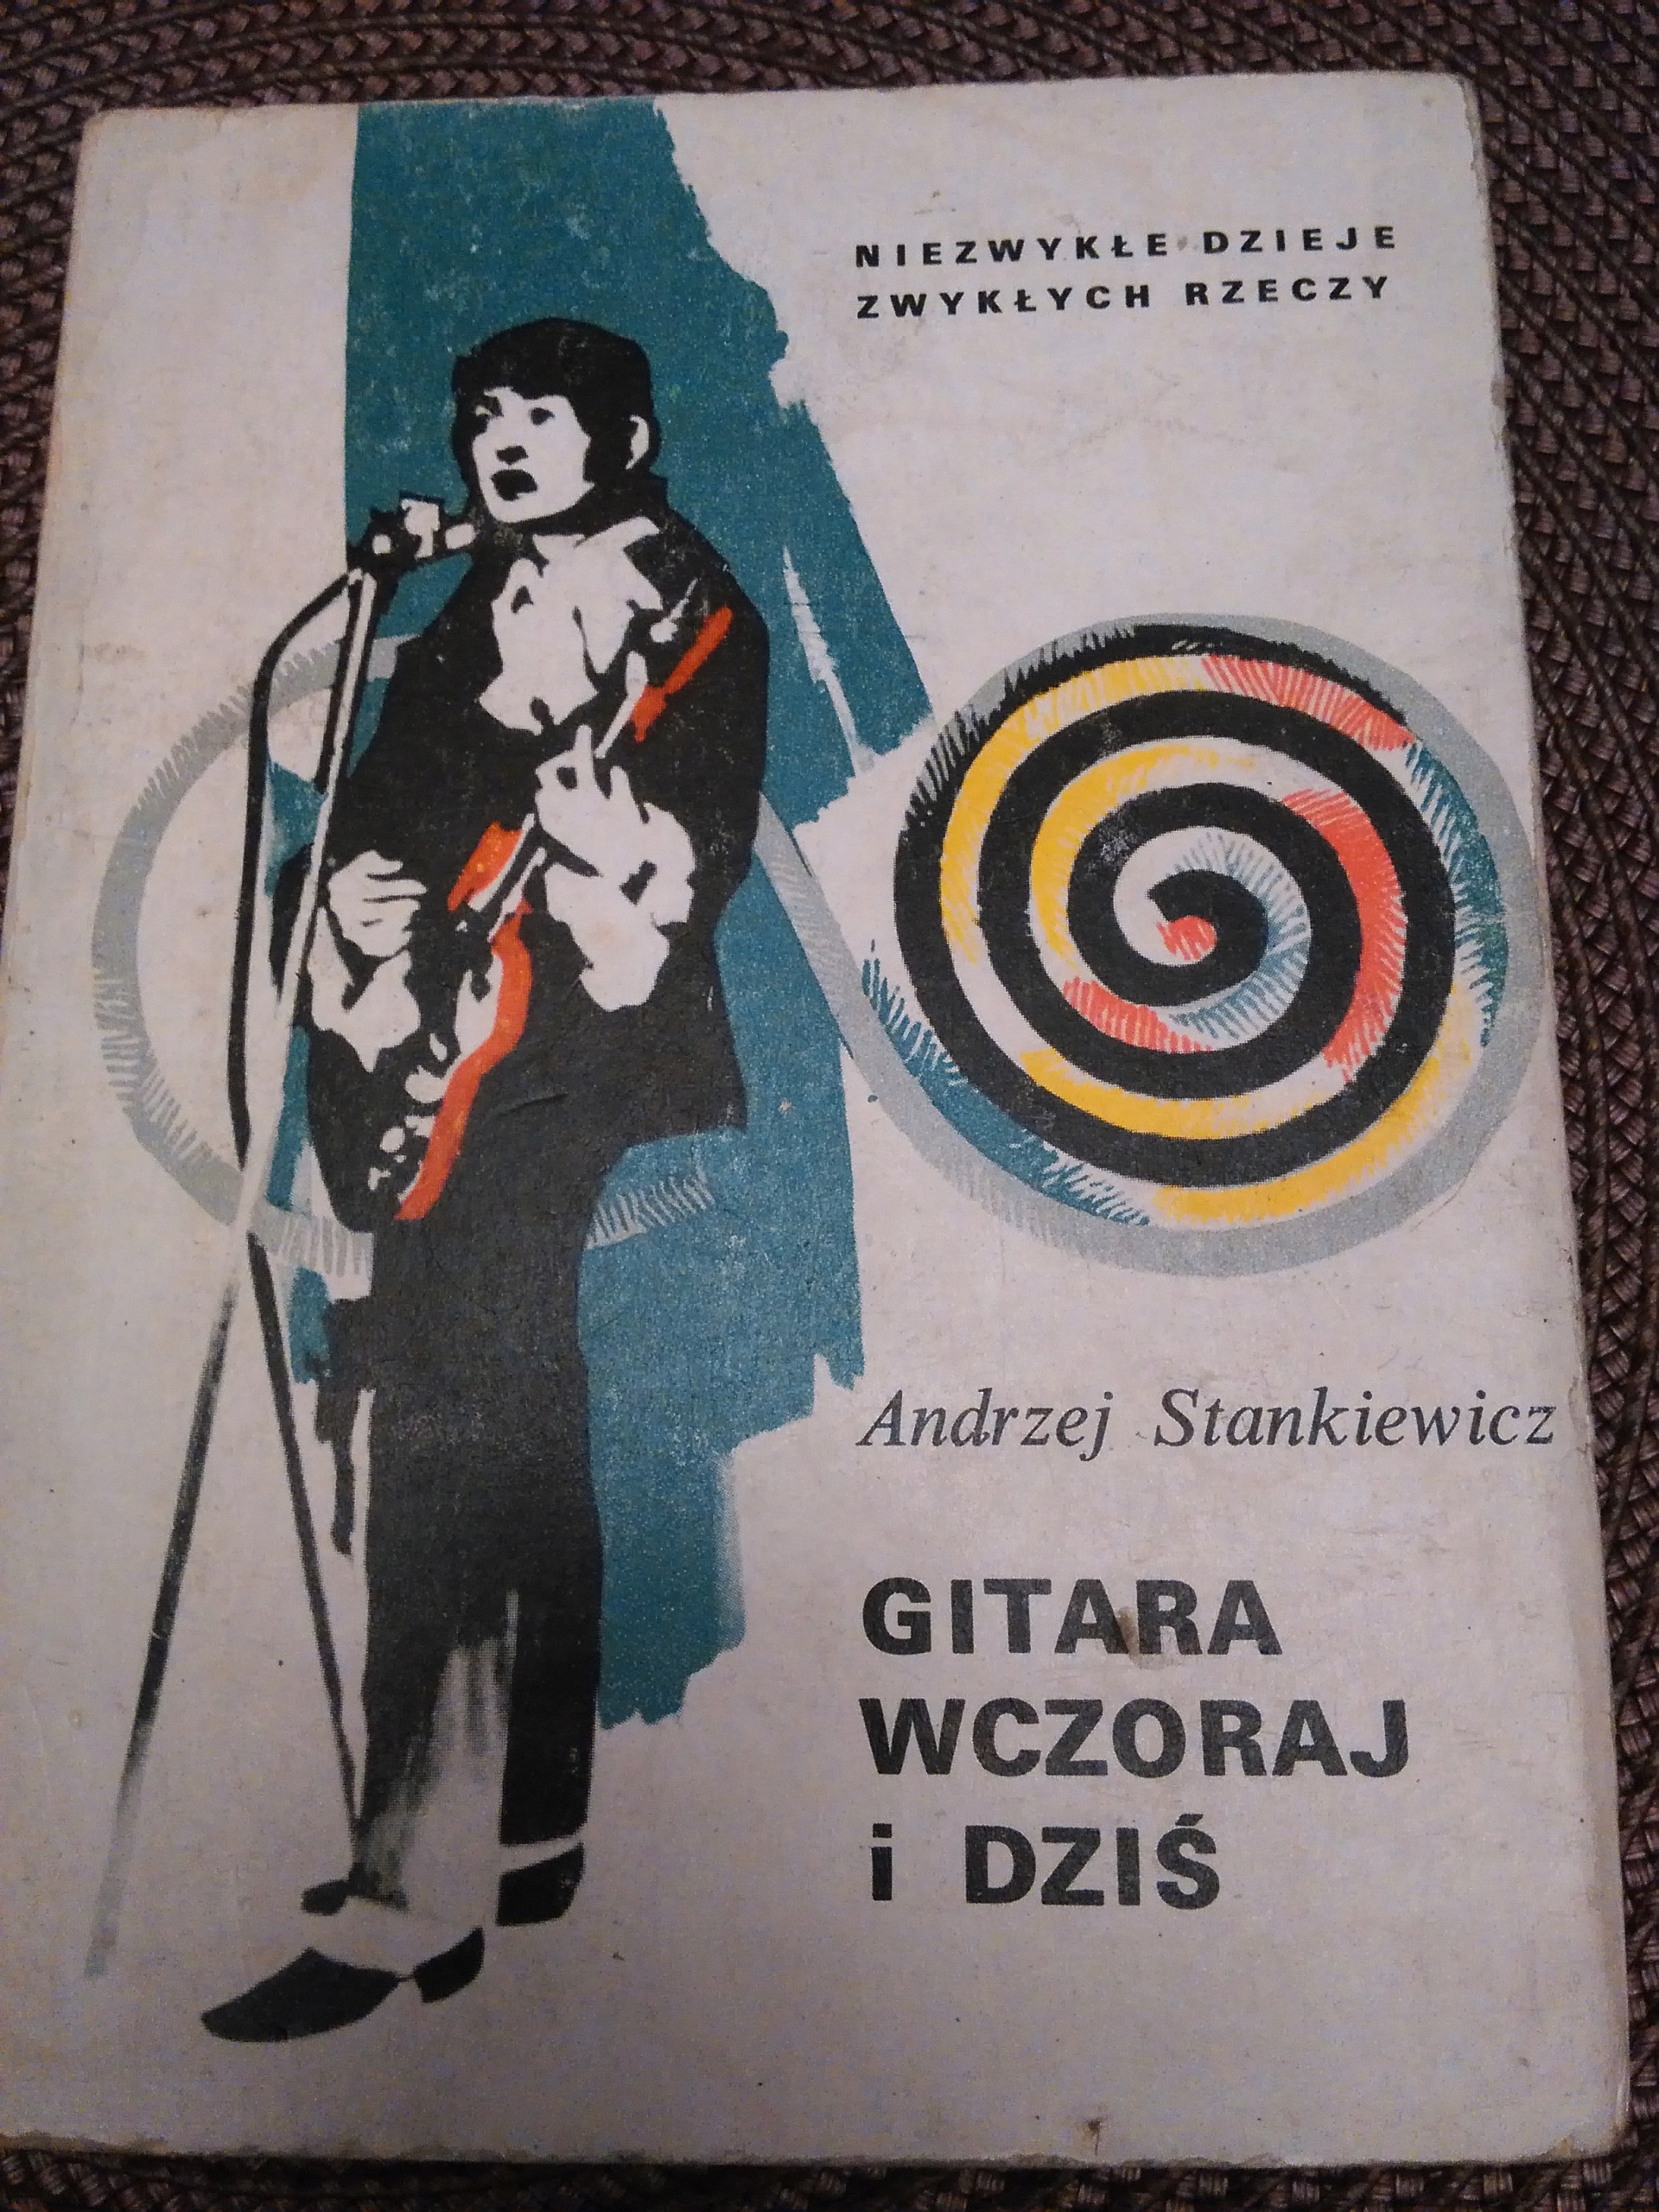 NIEZWYKŁE DZIEJE
ZWYKŁYCH RZECZY
Andrzej Stankiewicz
GITARA
WCZORAJ
i DZIŚ